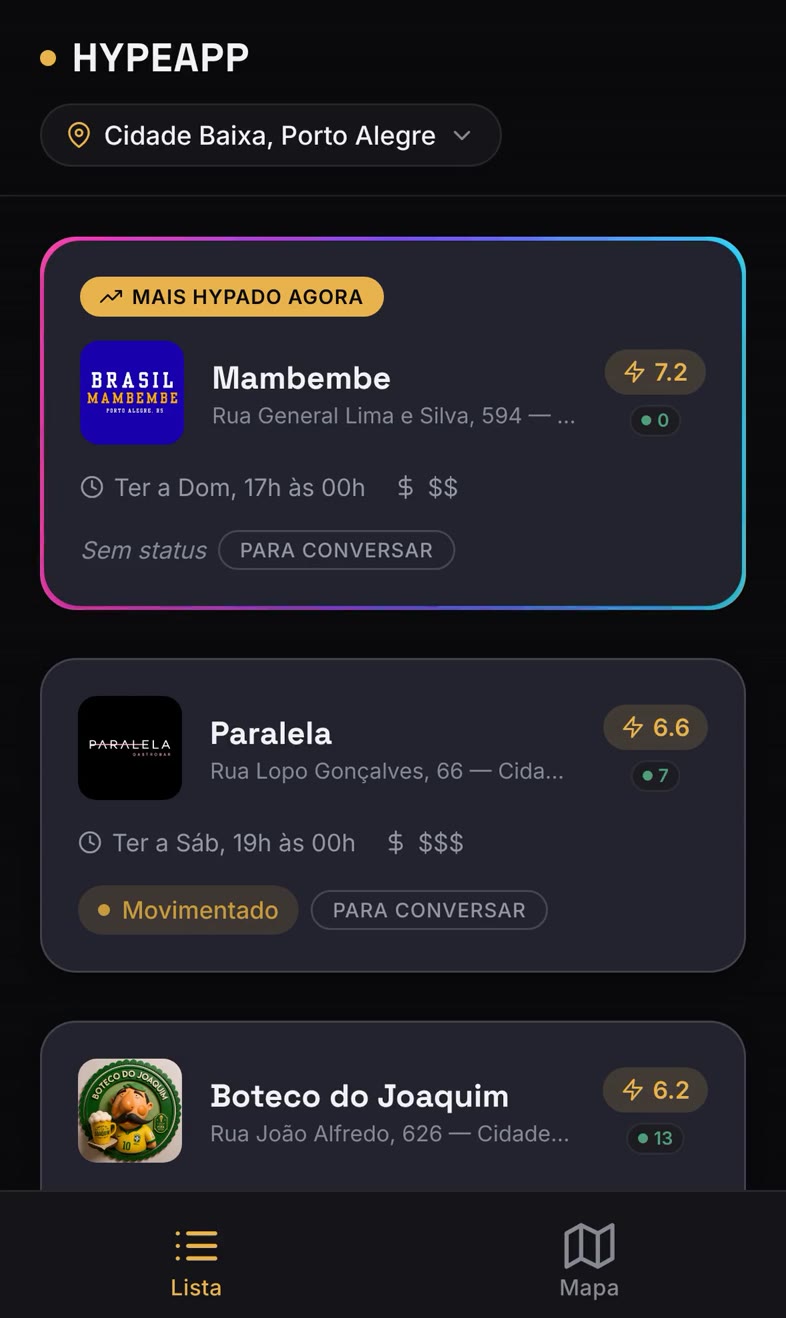 HYPEAPP
Cidade Baixa, Porto Alegre
MAIS HYPADO AGORA
BRASIL
MAMBEMBE
PORTO ALEGRE, RS
Mambembe
Rua General Lima e Silva, 594 — ...
7.2
0
Ter a Dom, 17h às 00h $ $$
Sem status PARA CONVERSAR
PARALELA
GASTROBAR
Paralela
Rua Lopo Gonçalves, 66 — Cida...
6.6
7
Ter a Sáb, 19h às 00h $ $$$
Movimentado PARA CONVERSAR
BOTECO DO JOAQUIM
10
Boteco do Joaquim
Rua João Alfredo, 626 — Cidade...
6.2
13
Lista Mapa